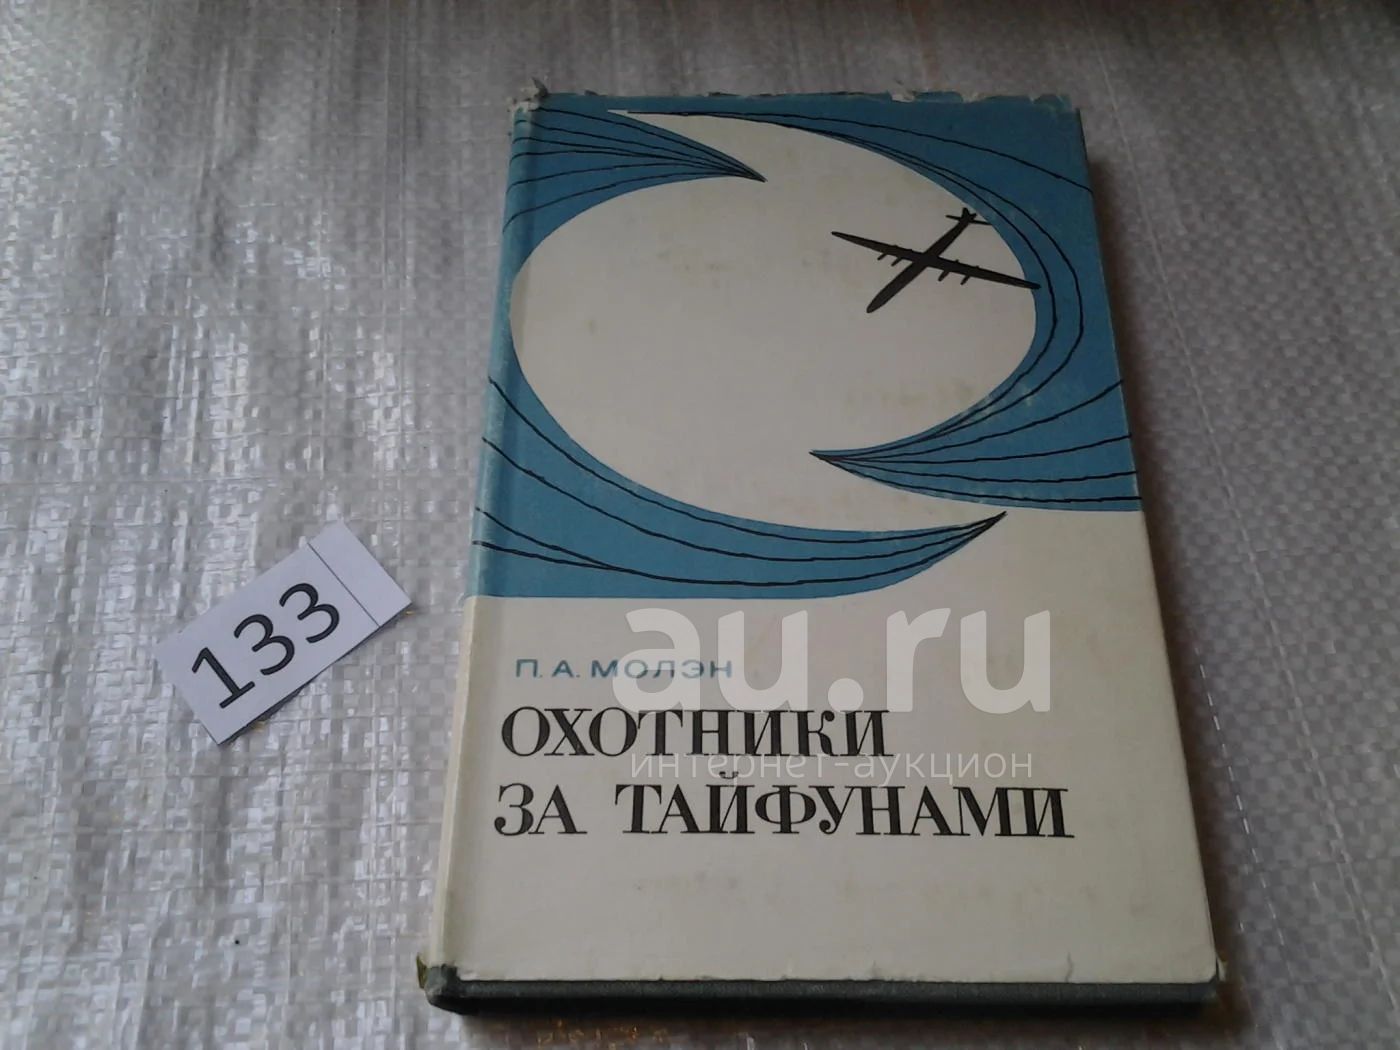 133
П. А. МОЛЭН
ОХОТНИКИ
ЗА ТАЙФУНАМИ
au.ru
интернет-аукцион